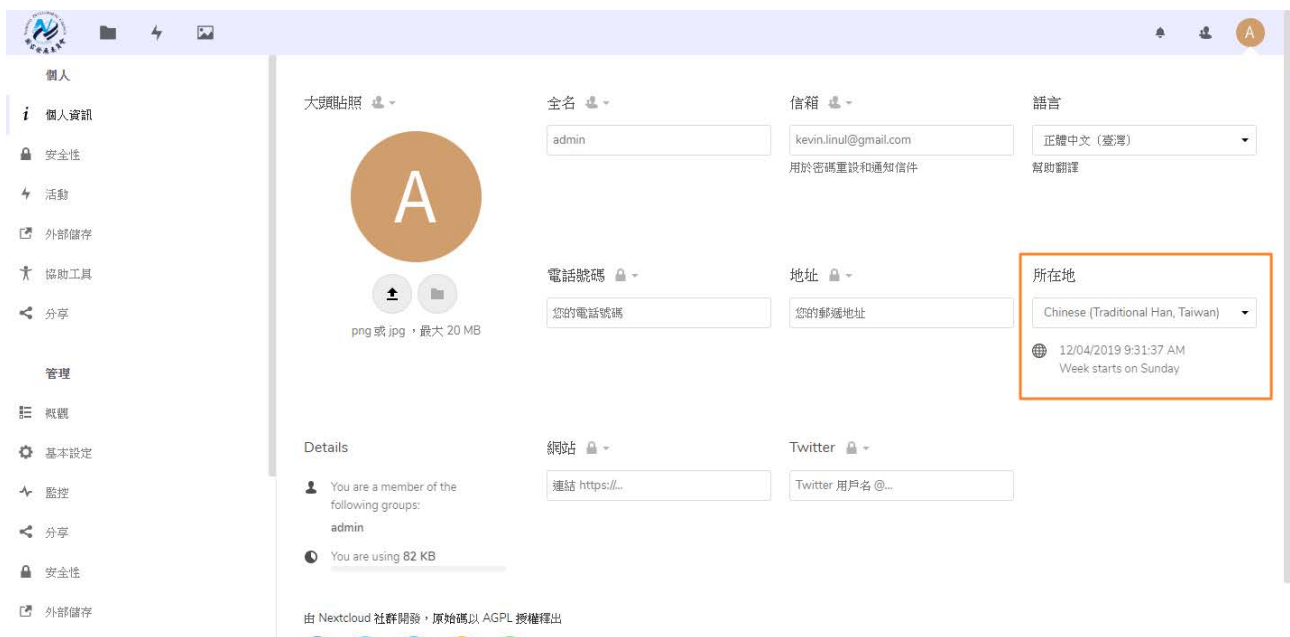 A
個人
個人資訊
安全性
活動
外部儲存
協助工具
分享
管理
概觀
基本設定
監控
分享
安全性
外部儲存
大頭貼照
A
png 或 jpg,最大 20 MB
全名
admin
信箱
kevin.linul@gmail.com
用於密碼重設和通知信件
語言
正體中文(臺灣)
幫助翻譯
電話號碼
您的電話號碼
地址
您的郵遞地址
所在地
Chinese (Traditional Han, Taiwan)
12/04/2019 9:31:37 AM
Week starts on Sunday
Details
You are a member of the
following groups:
admin
You are using 82 KB
網站
連結 https://...
Twitter
Twitter 用戶名 @...
由 Nextcloud 社群開發,原始碼以 AGPL 授權釋出